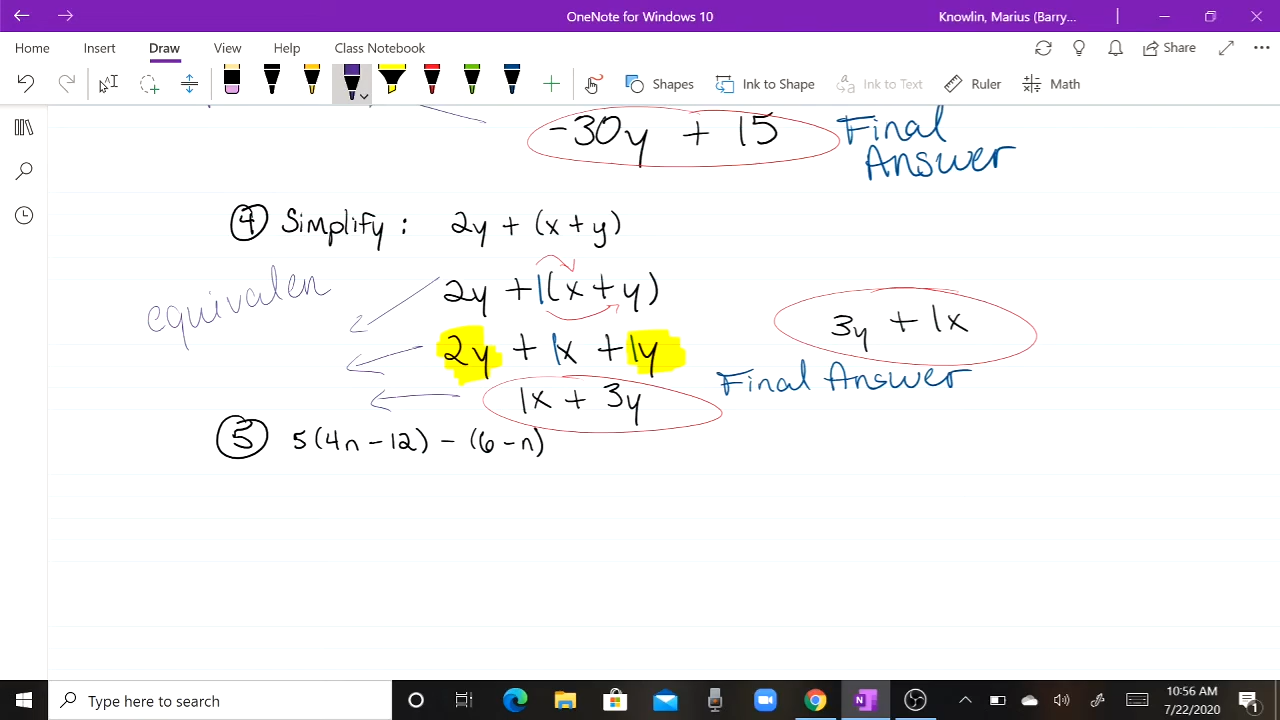 OneNote for Windows 10
Knowlin, Marius (Barry...
Home Insert Draw View Help Class Notebook
Share
Shapes Ink to Shape Ink to Text Ruler Math
-30y + 15 Final
Answer
④ Simplify: 2y + (x + y)
equivalen
2y + 1(x + y)
3y + 1x
2y + 1x + 1y
Final Answer
1x + 3y
⑤ 5(4n - 12) - (6 - n)
Type here to search
10:56 AM
7/22/2020
1